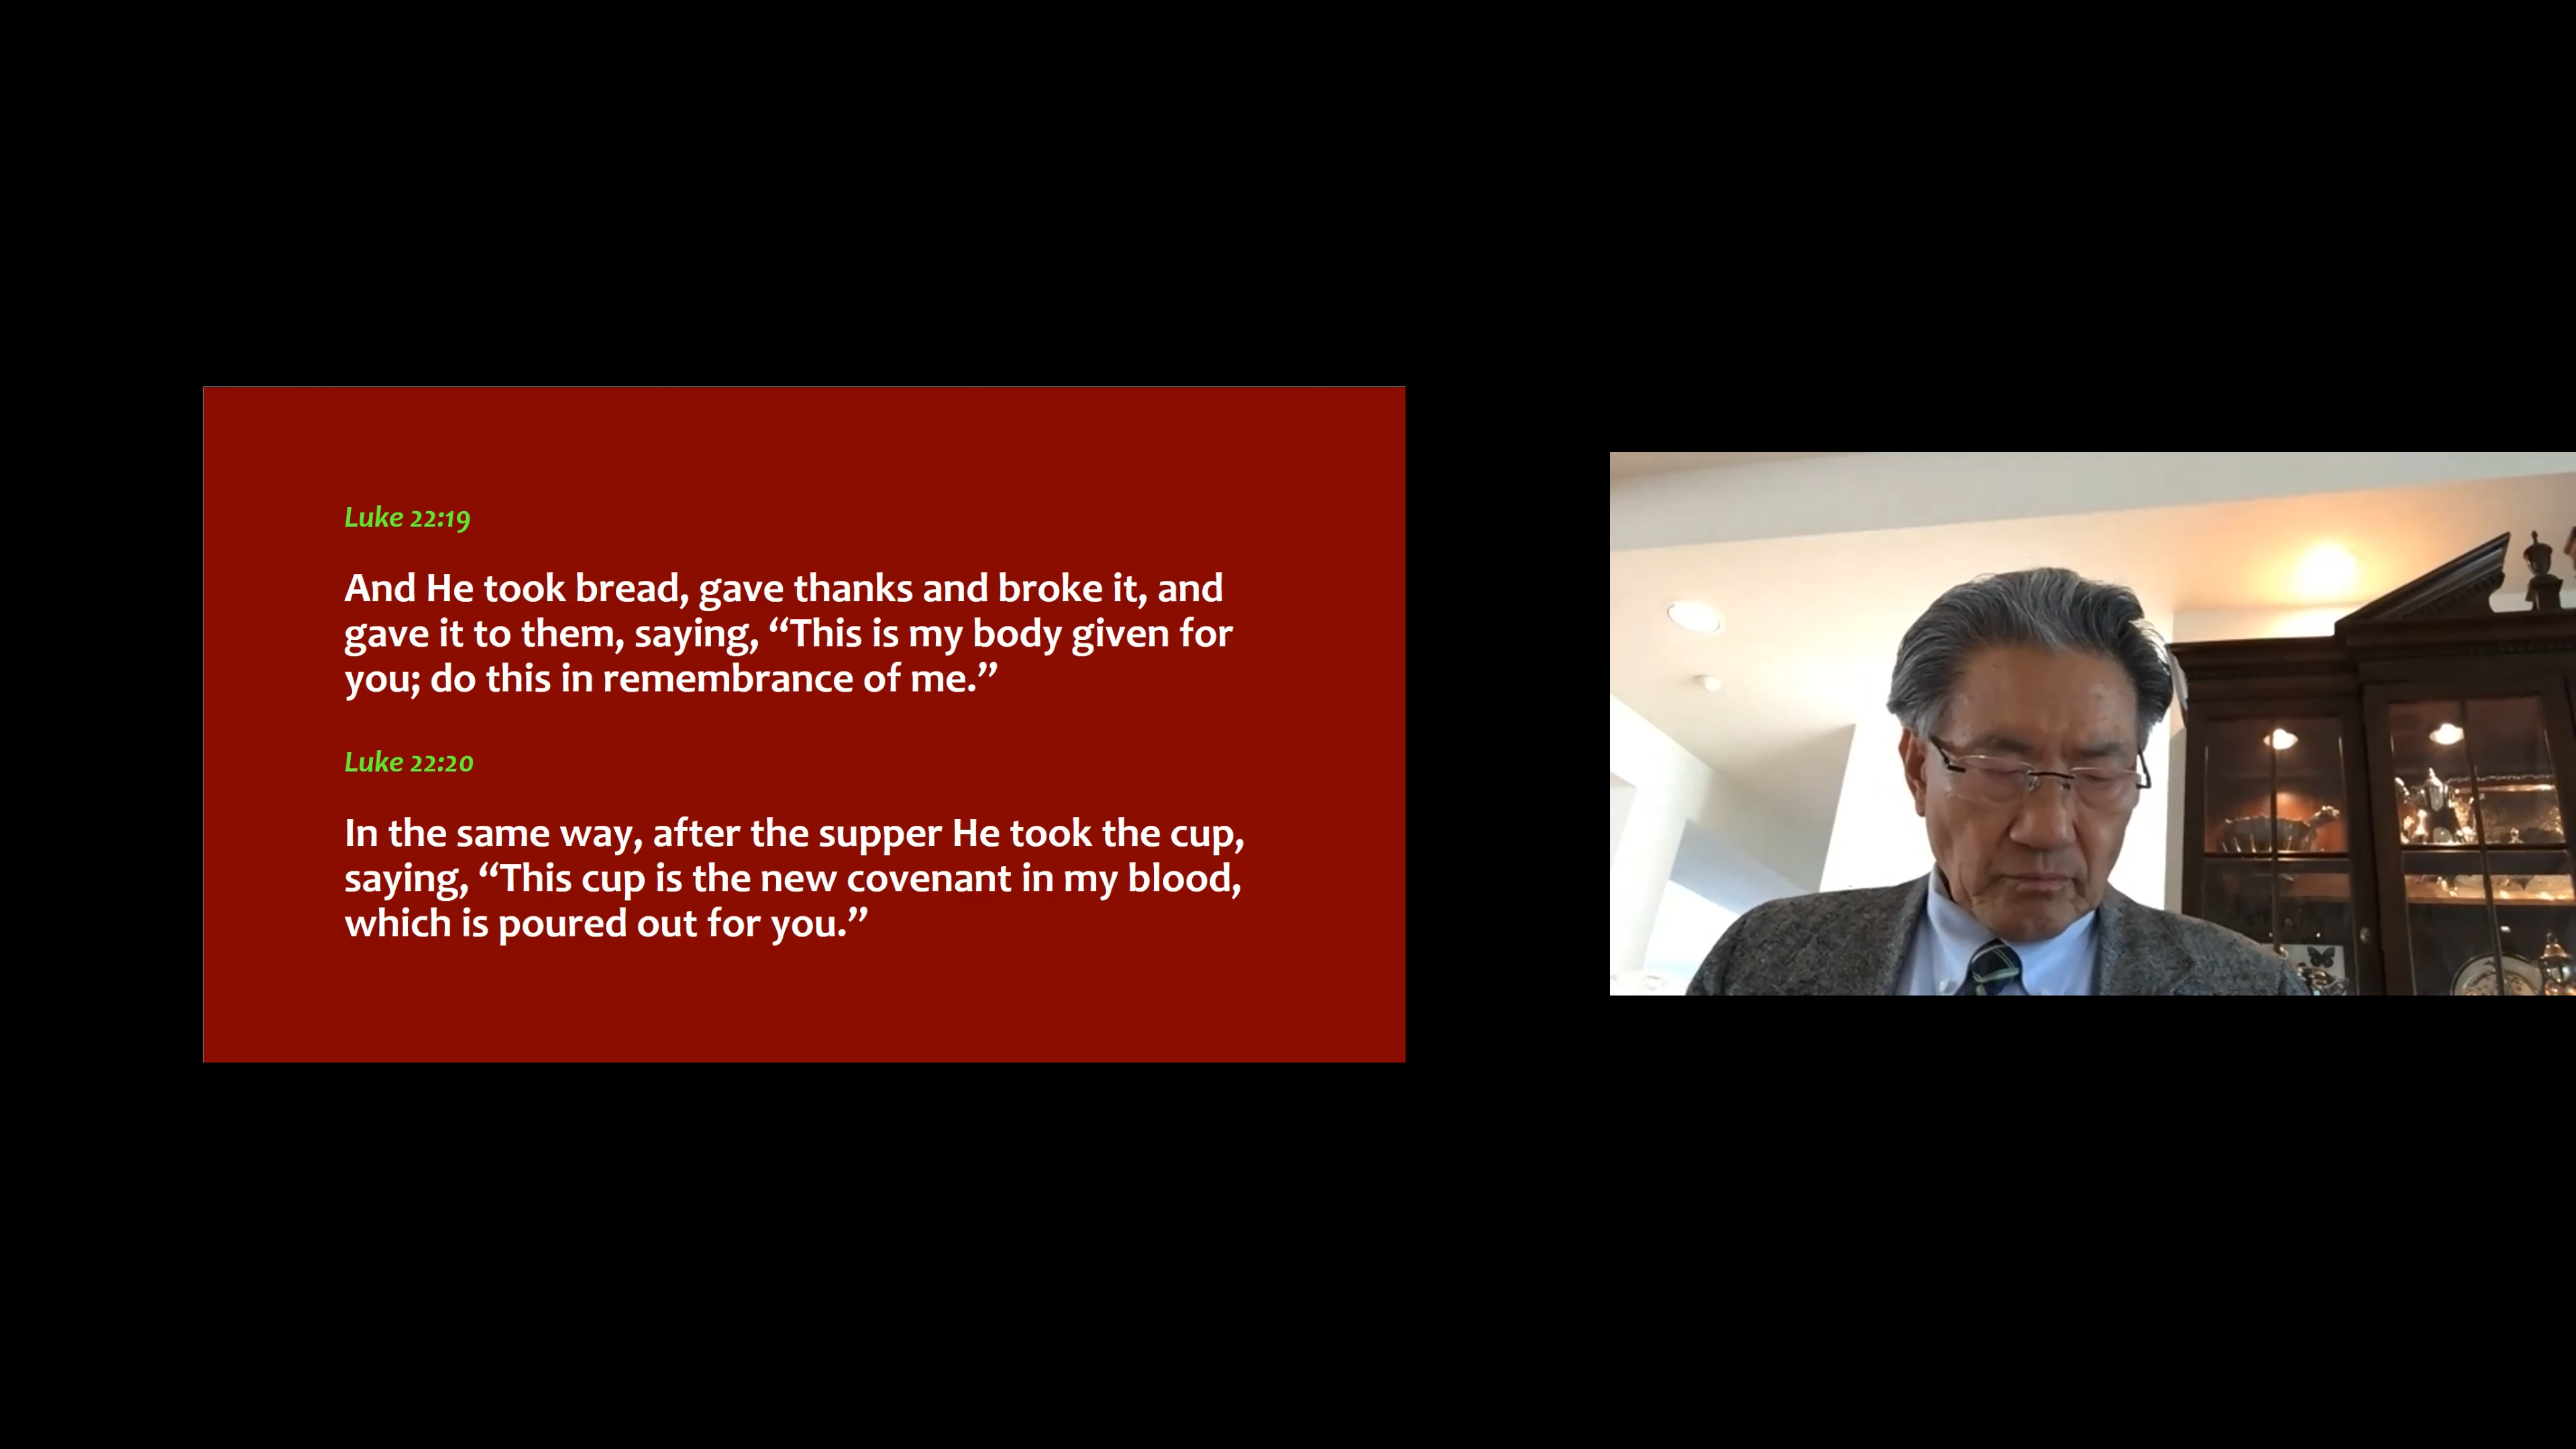 Luke 22:19
And He took bread, gave thanks and broke it, and
gave it to them, saying, “This is my body given for
you; do this in remembrance of me.”
Luke 22:20
In the same way, after the supper He took the cup,
saying, “This cup is the new covenant in my blood,
which is poured out for you.”